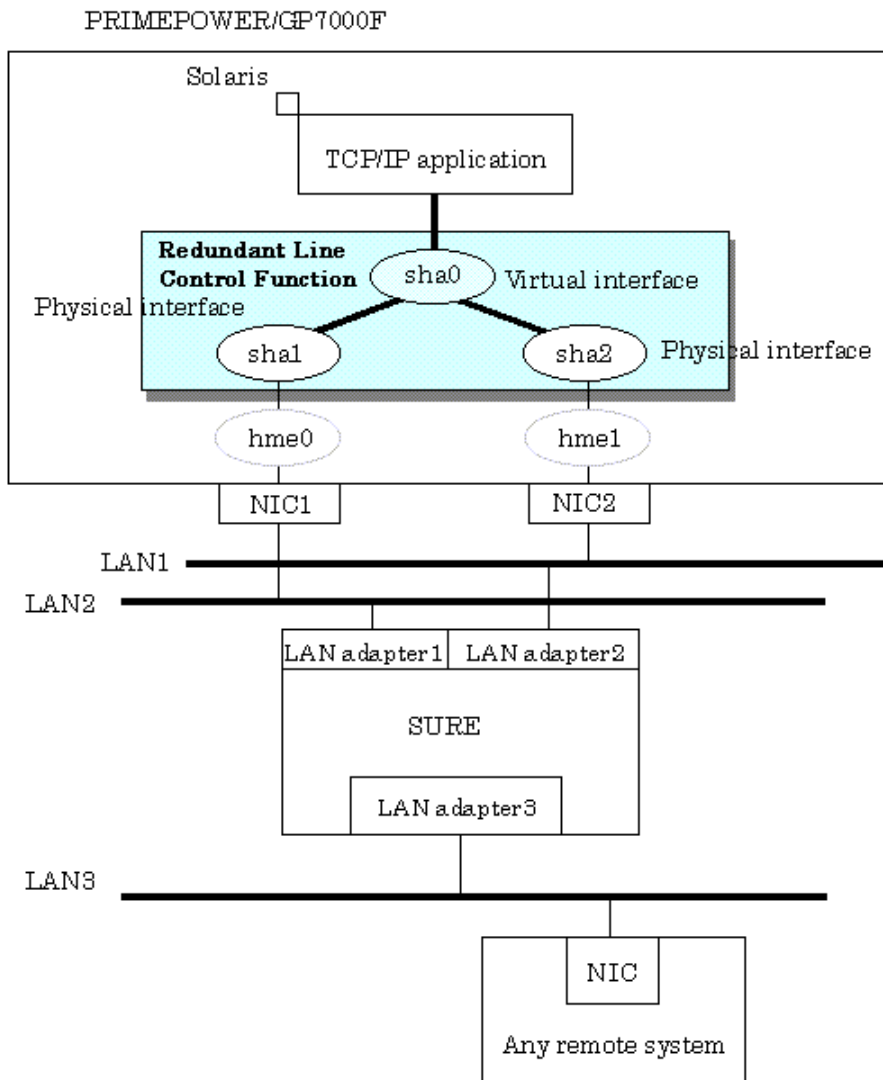 PRIMEPOWER/GP7000F
Solaris
TCP/IP application
Redundant Line
Control Function
sha0
Virtual interface
Physical interface
sha1
sha2
Physical interface
hme0
hme1
NIC1
NIC2
LAN1
LAN2
LAN adapter1
LAN adapter2
SURE
LAN adapter3
LAN3
NIC
Any remote system